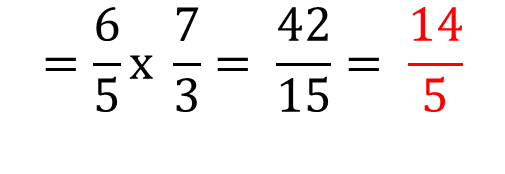 = 6/5 x 7/3 = 42/15 = 14/5